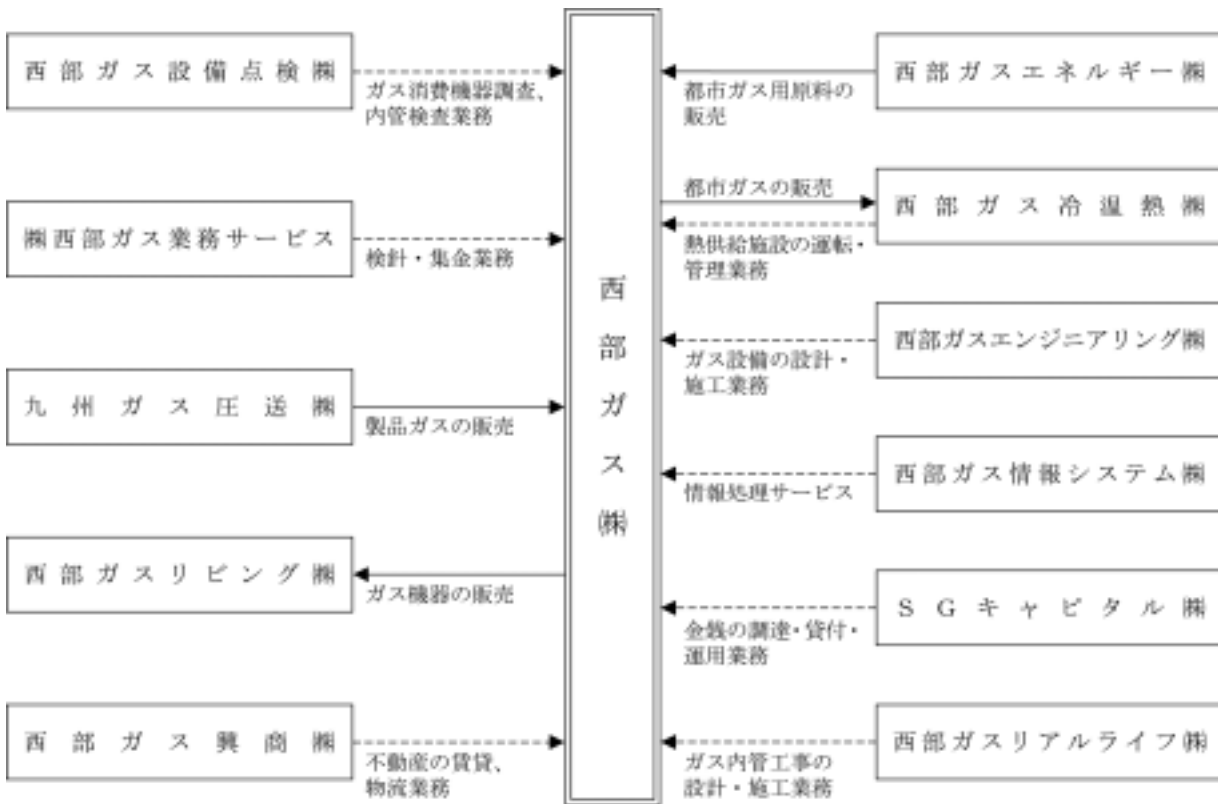 西部ガス設備点検㈱
ガス消費機器調査、
内管検査業務
㈱西部ガス業務サービス
検針・集金業務
九州ガス圧送㈱
製品ガスの販売
西部ガスリビング㈱
ガス機器の販売
西部ガス興商㈱
不動産の賃貸、
物流業務
西部ガス㈱
西部ガスエネルギー㈱
都市ガス用原料の
販売
都市ガスの販売
西部ガス冷温熱㈱
熱供給施設の運転・
管理業務
西部ガスエンジニアリング㈱
ガス設備の設計・
施工業務
西部ガス情報システム㈱
情報処理サービス
SGキャピタル㈱
金銭の調達・貸付・
運用業務
西部ガスリアルライフ㈱
ガス内管工事の
設計・施工業務